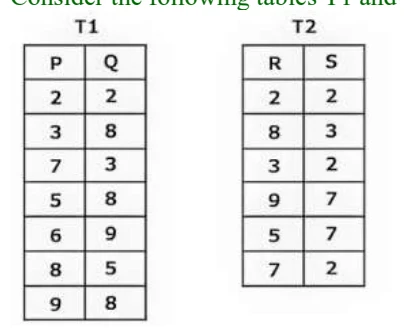 Consider the following tables T1 and
T1 T2
P Q R S
2 2 2 2
3 8 8 3
7 3 3 2
5 8 9 7
6 9 5 7
8 5 7 2
9 8